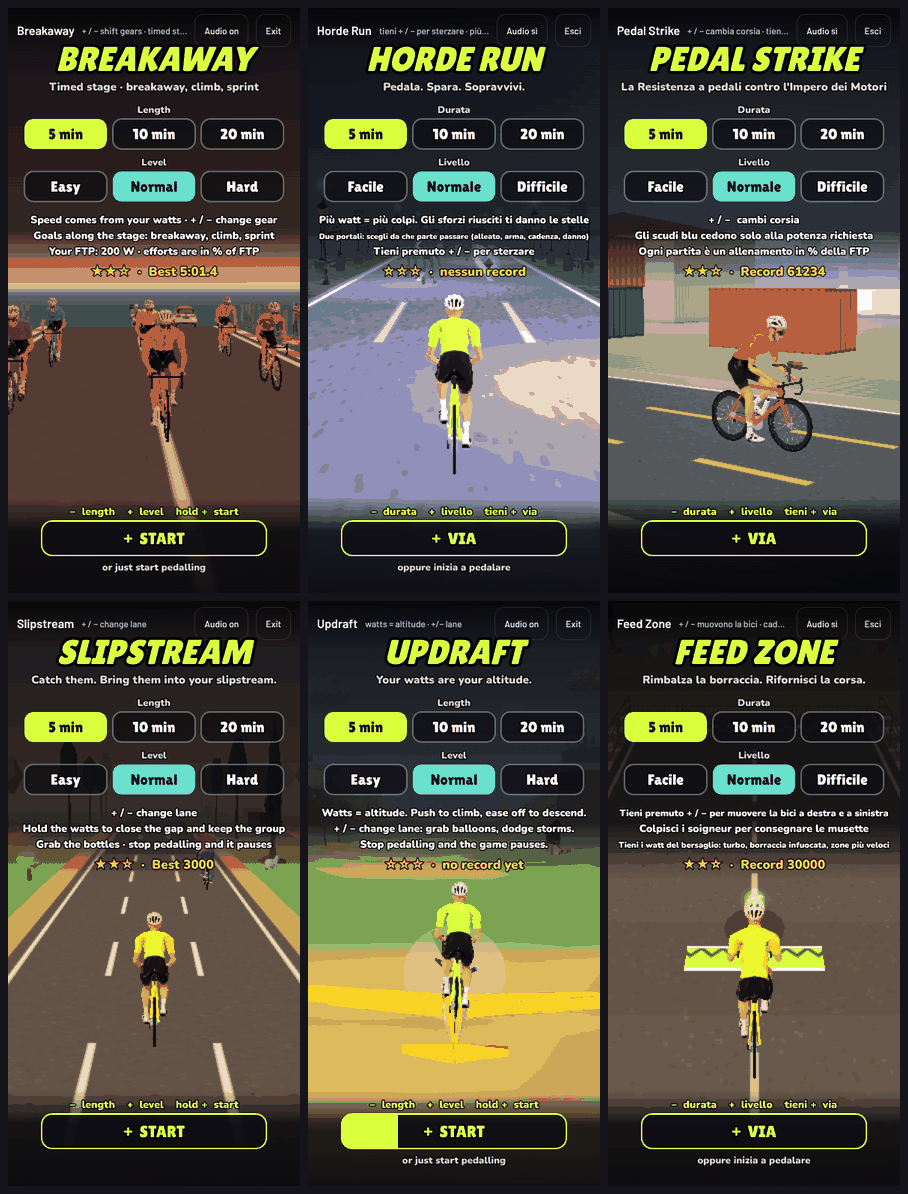 Breakaway + / − shift gears · timed st... Audio on Exit
BREAKAWAY
Timed stage · breakaway, climb, sprint
Length
5 min 10 min 20 min
Level
Easy Normal Hard
Speed comes from your watts · + / − change gear
Goals along the stage: breakaway, climb, sprint
Your FTP: 200 W · efforts are in % of FTP
★★☆ · Best 5:01.4
− length + level hold + start
+ START
or just start pedalling
Horde Run tieni + / − per sterzare · più... Audio sì Esci
HORDE RUN
Pedala. Spara. Sopravvivi.
Durata
5 min 10 min 20 min
Livello
Facile Normale Difficile
Più watt = più colpi. Gli sforzi riusciti ti danno le stelle
Due portali: scegli da che parte passare (alleato, arma, cadenza, danno)
Tieni premuto + / − per sterzare
☆☆☆ · nessun record
− durata + livello tieni + via
+ VIA
oppure inizia a pedalare
Pedal Strike + / − cambia corsia · tien... Audio sì Esci
PEDAL STRIKE
La Resistenza a pedali contro l'Impero dei Motori
Durata
5 min 10 min 20 min
Livello
Facile Normale Difficile
+ / − cambi corsia
Gli scudi blu cedono solo alla potenza richiesta
Ogni partita è un allenamento in % della FTP
★★☆ · Record 61234
− durata + livello tieni + via
+ VIA
Slipstream + / − change lane Audio on Exit
SLIPSTREAM
Catch them. Bring them into your slipstream.
Length
5 min 10 min 20 min
Level
Easy Normal Hard
+ / − change lane
Hold the watts to close the gap and keep the group
Grab the bottles · stop pedalling and it pauses
★★☆ · Best 3000
− length + level hold + start
+ START
Updraft watts = altitude · +/− lane Audio on Exit
UPDRAFT
Your watts are your altitude.
Length
5 min 10 min 20 min
Level
Easy Normal Hard
Watts = altitude. Push to climb, ease off to descend.
+ / − change lane: grab balloons, dodge storms.
Stop pedalling and the game pauses.
☆☆☆ · no record yet
− length + level hold + start
+ START
or just start pedalling
Feed Zone + / − muovono la bici · cad... Audio sì Esci
FEED ZONE
Rimbalza la borraccia. Rifornisci la corsa.
Durata
5 min 10 min 20 min
Livello
Facile Normale Difficile
Tieni premuto + / − per muovere la bici a destra e a sinistra
Colpisci i soigneur per consegnare le musette
Tieni i watt del bersaglio: turbo, borraccia infuocata, zone più veloci
★★☆ · Record 30000
− durata + livello tieni + via
+ VIA
oppure inizia a pedalare